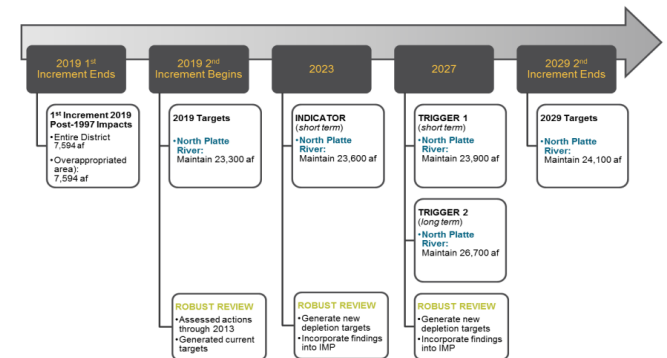 2019 1st
Increment Ends
2019 2nd
Increment Begins
2023
2027
2029 2nd
Increment Ends
1st Increment 2019
Post-1997 Impacts
•Entire District
7,594 af
•Overappropriated
area):
7,594 af
2019 Targets
•North Platte
River:
Maintain 23,300 af
INDICATOR
(short term)
•North Platte
River:
Maintain 23,600 af
TRIGGER 1
(short term)
•North Platte
River:
Maintain 23,900 af
2029 Targets
•North Platte
River:
Maintain 24,100 af
TRIGGER 2
(long term)
•North Platte
River:
Maintain 26,700 af
ROBUST REVIEW
•Assessed actions
through 2013
•Generated current
targets
ROBUST REVIEW
•Generate new
depletion targets
•Incorporate findings
into IMP
ROBUST REVIEW
•Generate new
depletion targets
•Incorporate findings
into IMP